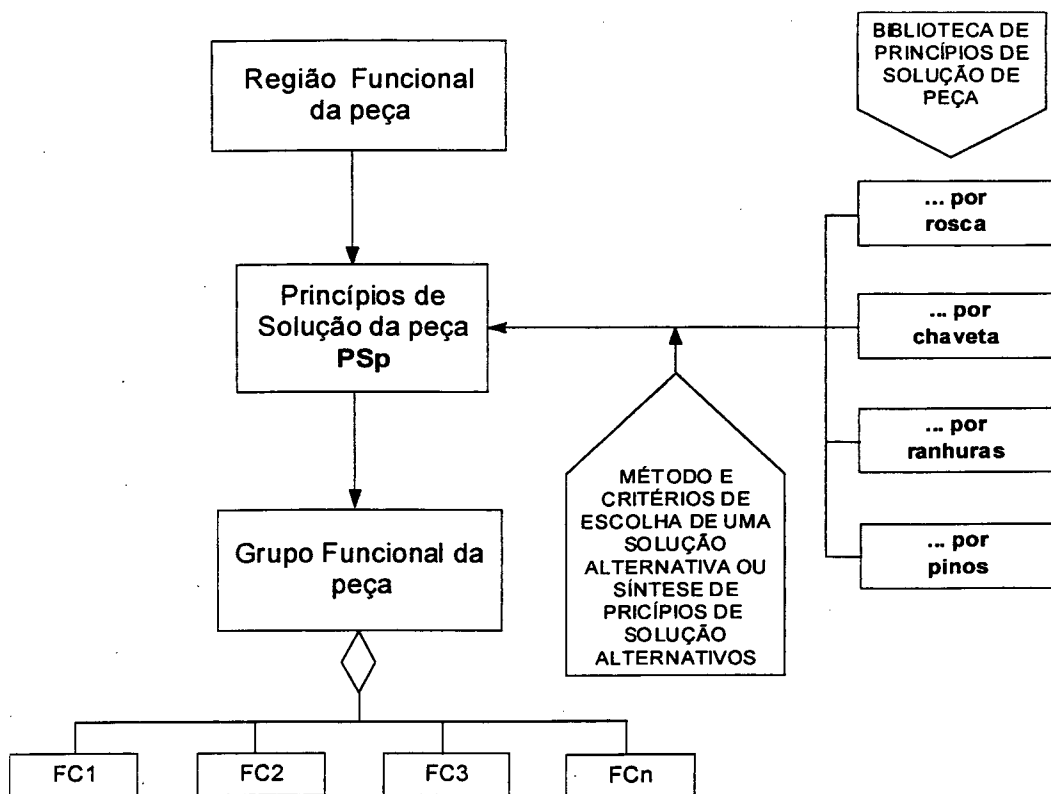 Região Funcional
da peça
BIBLIOTECA DE
PRINCÍPIOS DE
SOLUÇÃO DE
PEÇA
... por
rosca
Princípios de
Solução da peça
PSp
... por
chaveta
... por
ranhuras
MÉTODO E
CRITÉRIOS DE
ESCOLHA DE UMA
SOLUÇÃO
ALTERNATIVA OU
SÍNTESE DE
PRICÍPIOS DE
SOLUÇÃO
ALTERNATIVOS
Grupo Funcional da
peça
... por
pinos
FC1
FC2
FC3
FCn